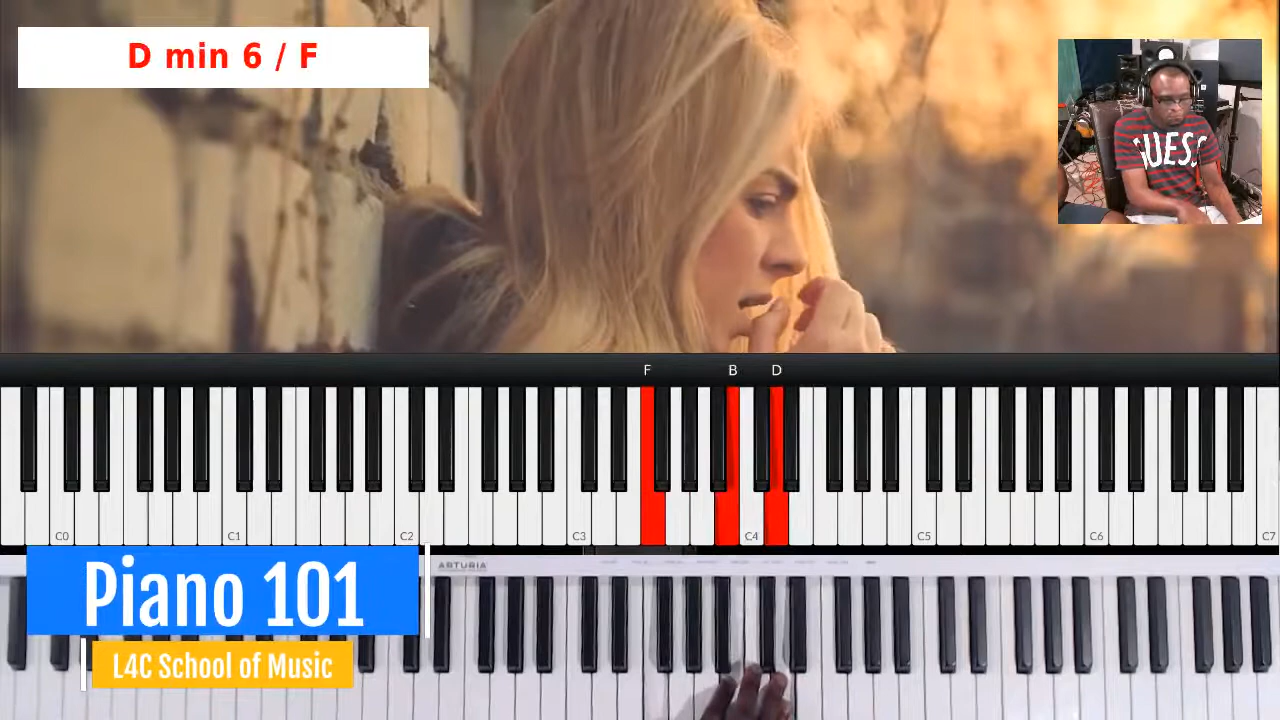 D min 6 / F
GUESS
F B D
C0 C1 C2 C3 C4 C5 C6 C7
ARTURIA
Piano 101
L4C School of Music